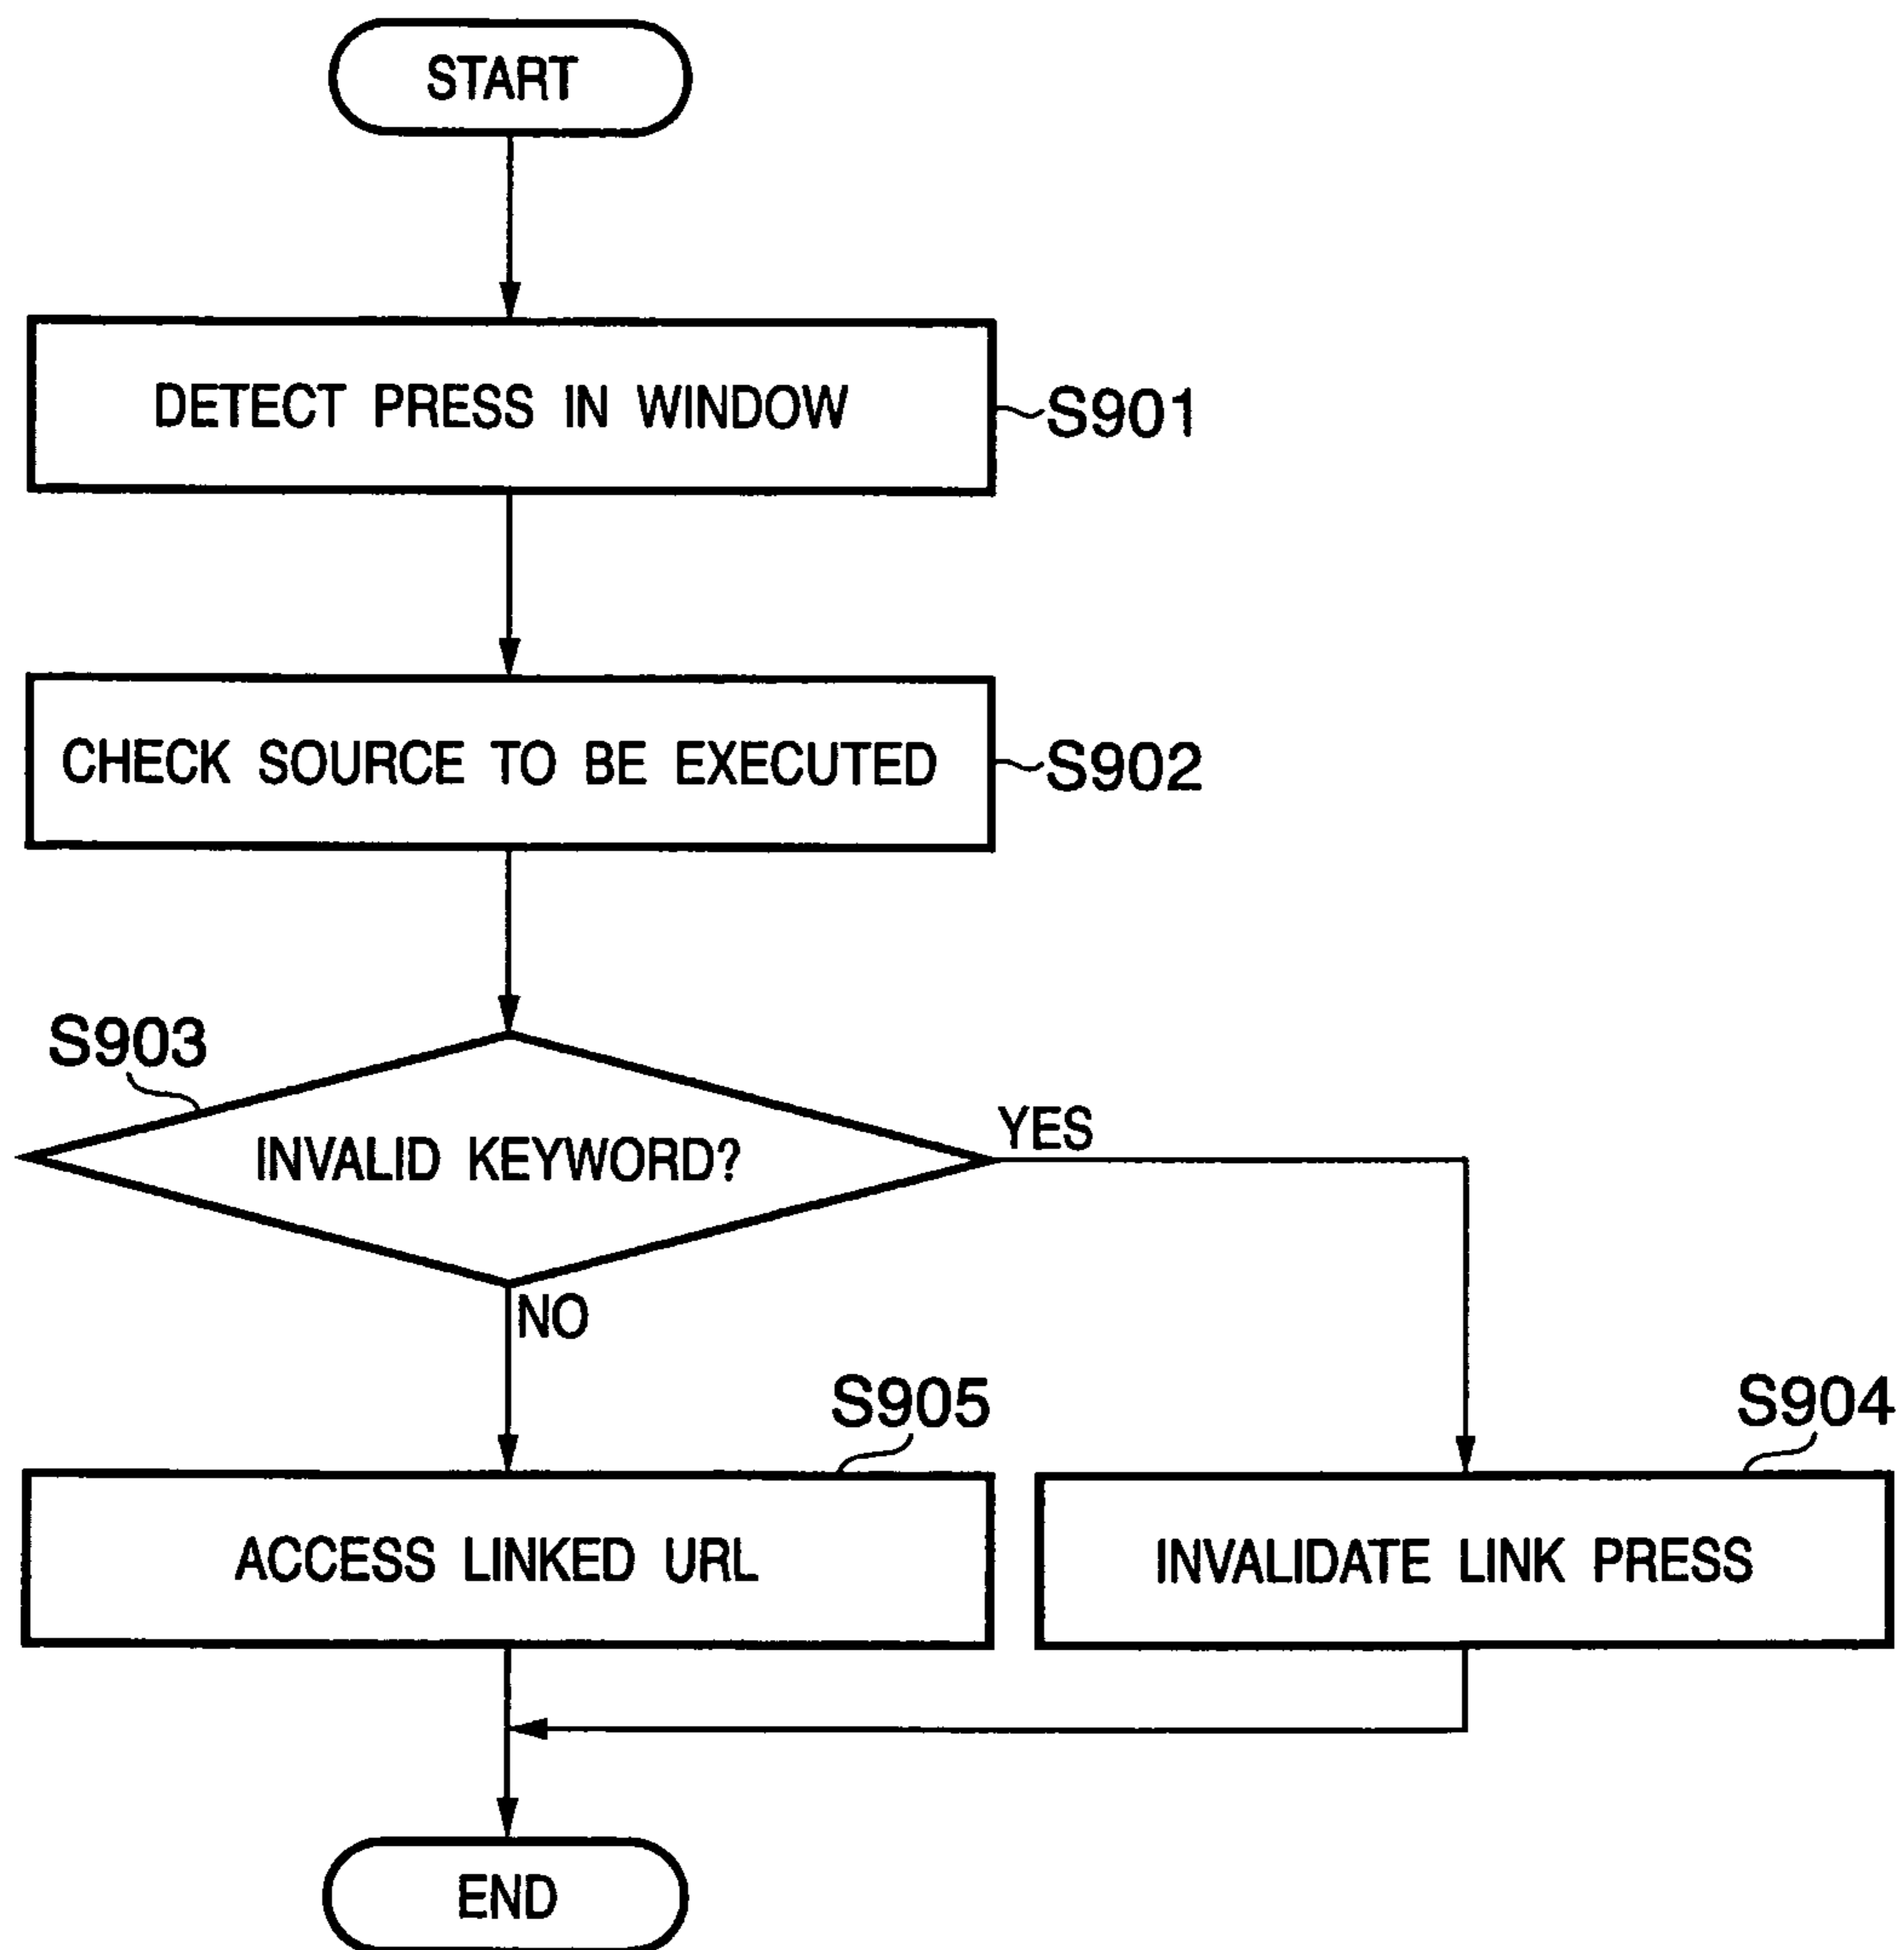 START
DETECT PRESS IN WINDOW
S901
CHECK SOURCE TO BE EXECUTED
S902
S903
INVALID KEYWORD?
YES
NO
S905
S904
ACCESS LINKED URL
INVALIDATE LINK PRESS
END